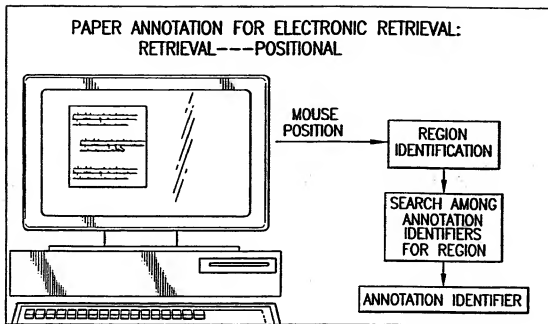 PAPER ANNOTATION FOR ELECTRONIC RETRIEVAL:
RETRIEVAL---POSITIONAL
MOUSE
POSITION
REGION
IDENTIFICATION
SEARCH AMONG
ANNOTATION
IDENTIFIERS
FOR REGION
ANNOTATION IDENTIFIER